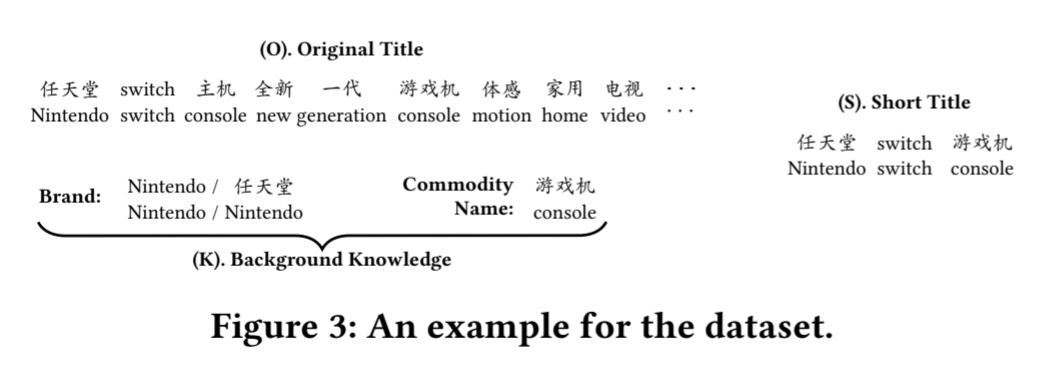 (O). Original Title
任天堂 switch 主机 全新 一代 游戏机 体感 家用 电视 ...
Nintendo switch console new generation console motion home video ...
(S). Short Title
任天堂 switch 游戏机
Nintendo switch console
Brand: Nintendo / 任天堂
Nintendo / Nintendo
Commodity Name: 游戏机
console
(K). Background Knowledge
Figure 3: An example for the dataset.